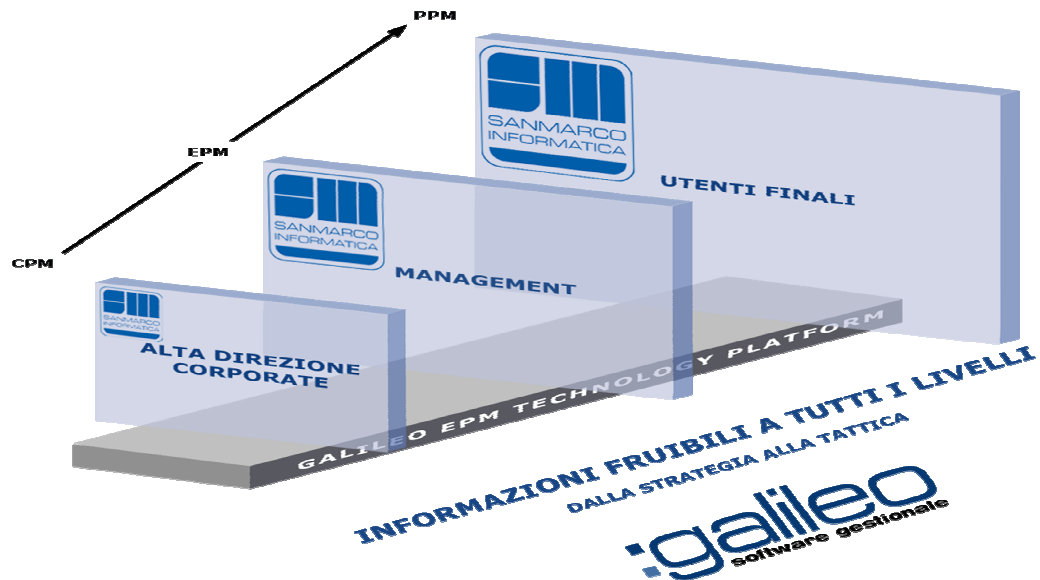 PPM
EPM
CPM
SANMARCO
INFORMATICA
UTENTI FINALI
SANMARCO
INFORMATICA
MANAGEMENT
SANMARCO
INFORMATICA
ALTA DIREZIONE
CORPORATE
GALILEO EPM TECHNOLOGY PLATFORM
INFORMAZIONI FRUIBILI A TUTTI I LIVELLI
DALLA STRATEGIA ALLA TATTICA
galileo
software gestionale